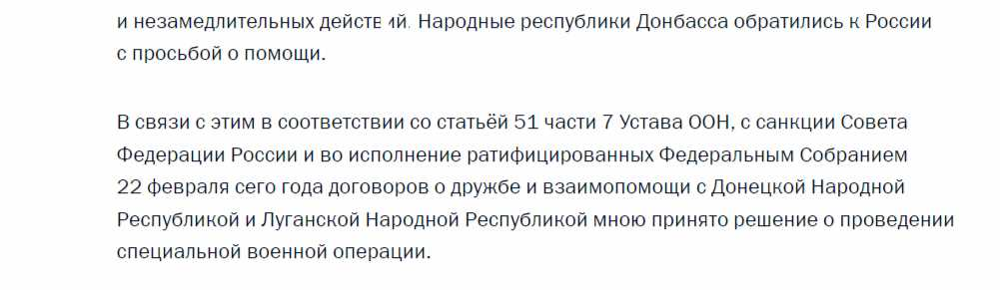 и незамедлительных действий. Народные республики Донбасса обратились к России
с просьбой о помощи.
В связи с этим в соответствии со статьёй 51 части 7 Устава ООН, с санкции Совета
Федерации России и во исполнение ратифицированных Федеральным Собранием
22 февраля сего года договоров о дружбе и взаимопомощи с Донецкой Народной
Республикой и Луганской Народной Республикой мною принято решение о проведении
специальной военной операции.